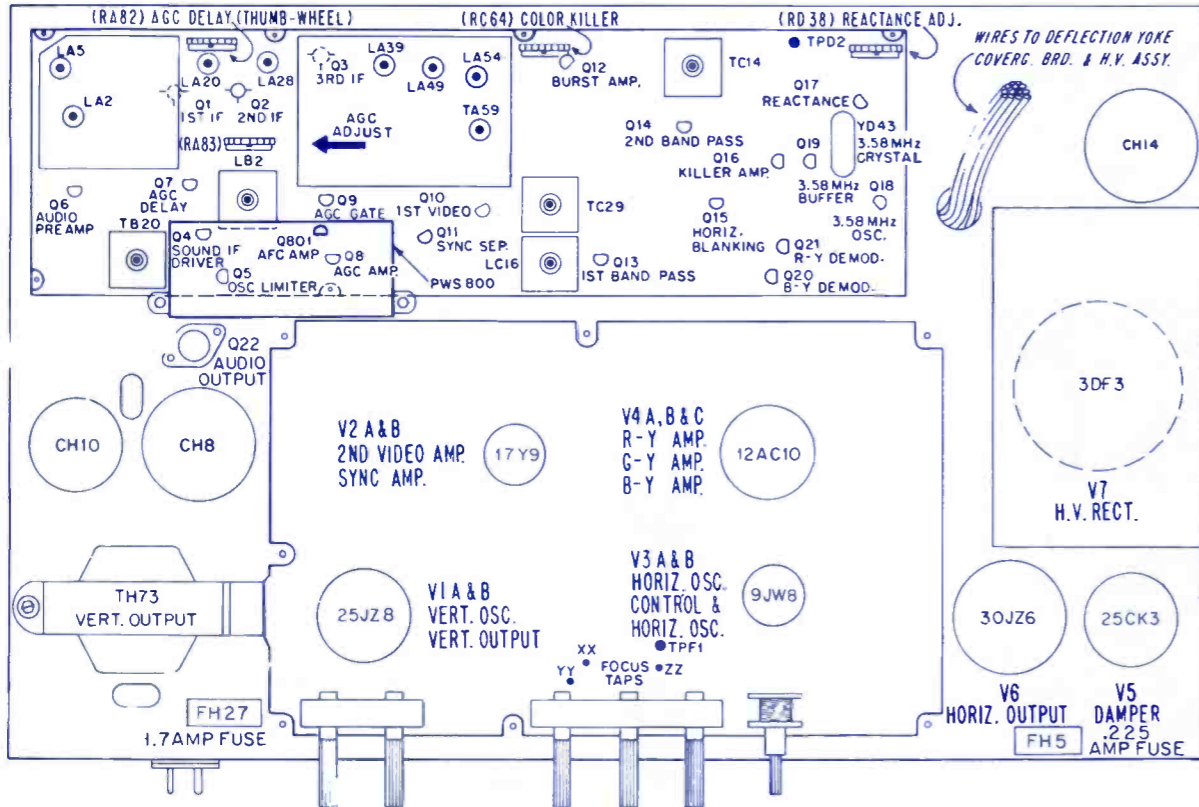 (RA82) AGC DELAY (THUMB-WHEEL)
(RC64) COLOR KILLER
(RD38) REACTANCE ADJ.
WIRES TO DEFLECTION YOKE
COVERG. BRD. & H.V. ASSY.
LA5
LA2
LA20
LA28
Q1
1ST IF
Q2
2ND IF
Q3
3RD IF
LA39
LA49
LA54
TA59
AGC
ADJUST
(RA83)
LB2
Q12
BURST AMP.
TC14
TPD2
Q17
REACTANCE
YD43
3.58MHz
CRYSTAL
CH14
Q14
2ND BAND PASS
Q16
KILLER AMP.
Q19
3.58MHz
BUFFER
Q18
3.58MHz
OSC.
Q6
AUDIO
PREAMP
Q7
AGC
DELAY
TB20
Q9
AGC GATE
Q10
1ST VIDEO
Q11
SYNC SEP.
TC29
LC16
Q15
HORIZ.
BLANKING
Q4
SOUND IF
DRIVER
Q801
AFC AMP
Q8
AGC AMP.
Q5
OSC LIMITER
PWS 800
Q13
1ST BAND PASS
Q21
R-Y DEMOD.
Q20
B-Y DEMOD.
Q22
AUDIO
OUTPUT
CH10
CH8
V2 A&B
2ND VIDEO AMP.
SYNC AMP.
17Y9
V4 A, B & C
R-Y AMP.
G-Y AMP.
B-Y AMP.
12AC10
3DF3
V7
H.V. RECT.
TH73
VERT. OUTPUT
25JZ8
V1 A & B
VERT. OSC.
VERT. OUTPUT
V3 A & B
HORIZ. OSC.
CONTROL &
HORIZ. OSC.
9JW8
TPF1
XX
YY
FOCUS
TAPS
ZZ
30JZ6
V6
HORIZ. OUTPUT
25CK3
V5
DAMPER
FH27
1.7AMP FUSE
FH5
.225
AMP FUSE